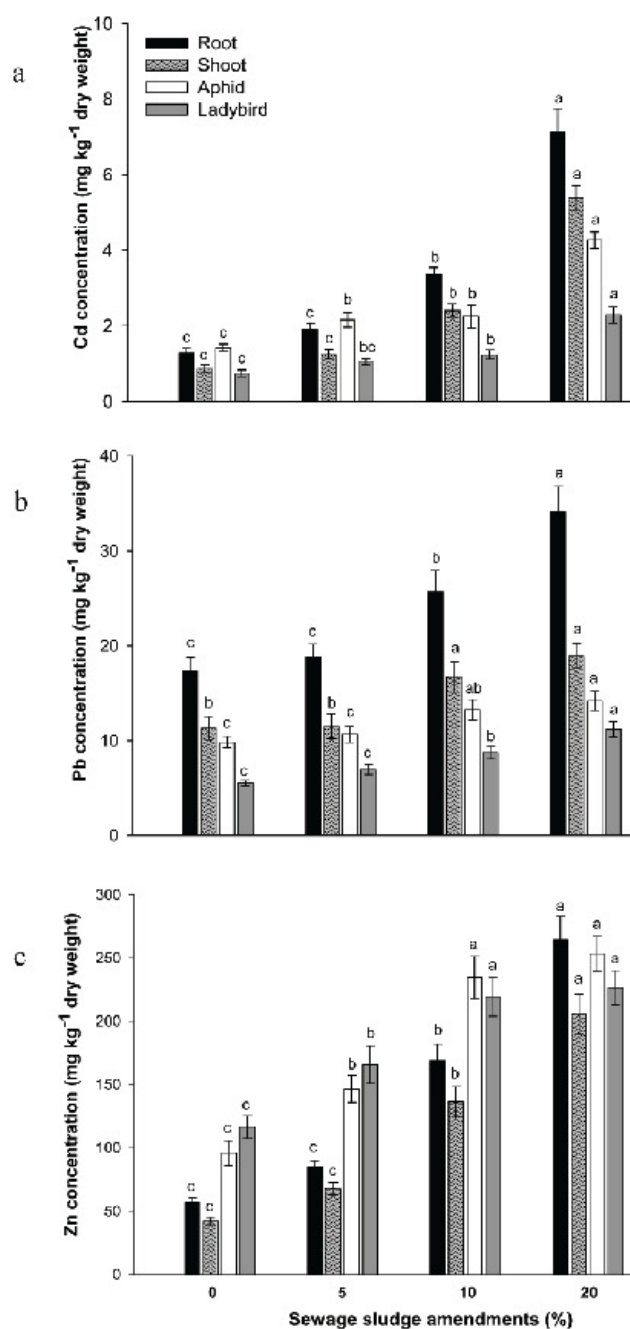 a
Cd concentration (mg kg⁻¹ dry weight)
10
8
6
4
2
0
Root
Shoot
Aphid
Ladybird
c
c
c
c
c
c
b
bc
b
b
b
c
a
a
a
a
b
Pb concentration (mg kg⁻¹ dry weight)
40
30
20
10
0
c
b
c
c
c
b
c
c
b
a
ab
b
a
a
a
a
c
Zn concentration (mg kg⁻¹ dry weight)
300
250
200
150
100
50
0
c
c
c
c
c
c
b
b
b
b
a
a
a
a
a
a
0
5
10
20
Sewage sludge amendments (%)